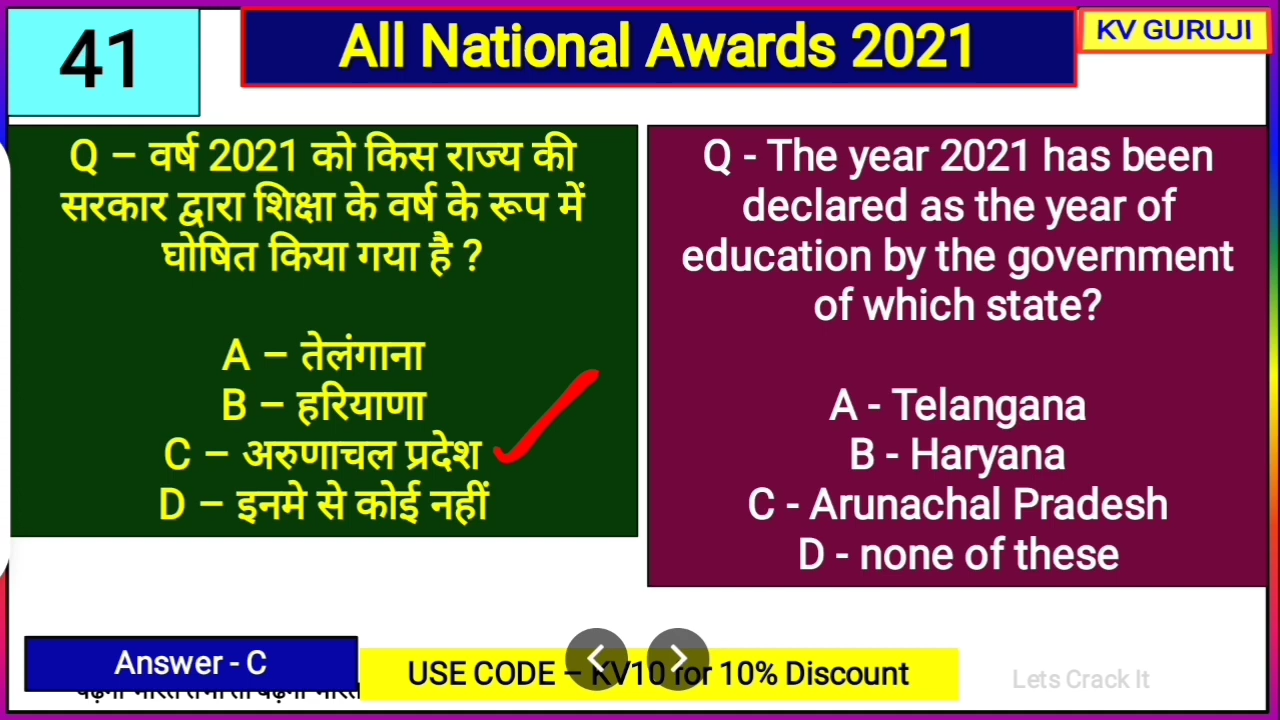 41
All National Awards 2021
KV GURUJI
Q – वर्ष 2021 को किस राज्य की
सरकार द्वारा शिक्षा के वर्ष के रूप में
घोषित किया गया है ?
A – तेलंगाना
B – हरियाणा
C – अरुणाचल प्रदेश
D – इनमे से कोई नहीं
Q - The year 2021 has been
declared as the year of
education by the government
of which state?
A - Telangana
B - Haryana
C - Arunachal Pradesh
D - none of these
Answer - C
USE CODE – KV10 for 10% Discount
Lets Crack It